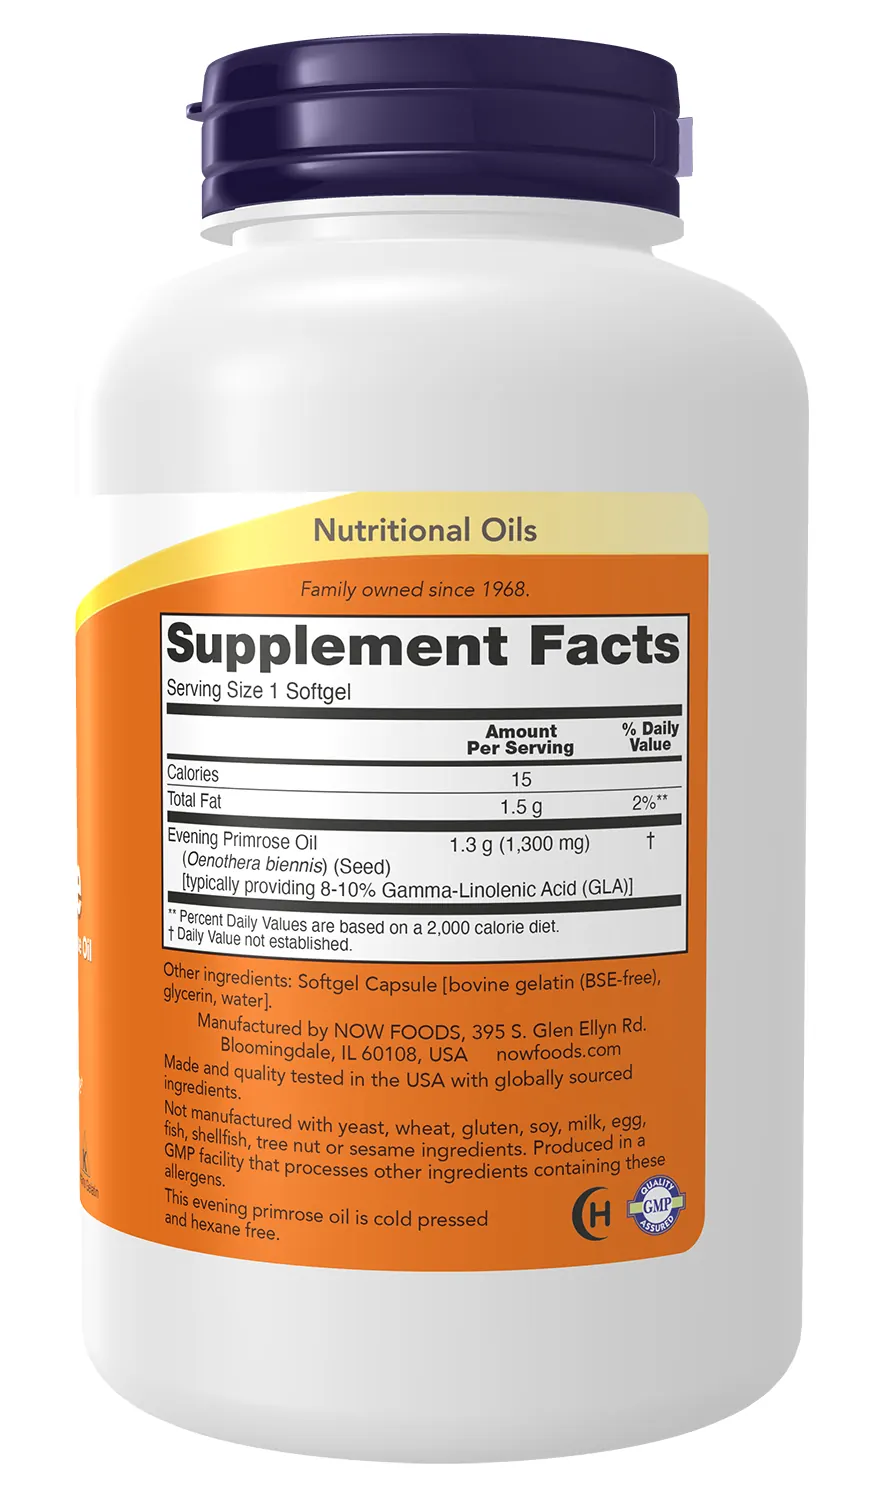 Nutritional Oils
Family owned since 1968.
Supplement Facts
Serving Size 1 Softgel
Amount Per Serving
% Daily Value
Calories 15
Total Fat 1.5 g 2%**
Evening Primrose Oil 1.3 g (1,300 mg) †
(Oenothera biennis) (Seed)
[typically providing 8-10% Gamma-Linolenic Acid (GLA)]
** Percent Daily Values are based on a 2,000 calorie diet.
† Daily Value not established.
Other ingredients: Softgel Capsule [bovine gelatin (BSE-free),
glycerin, water].
Manufactured by NOW FOODS, 395 S. Glen Ellyn Rd.
Bloomingdale, IL 60108, USA nowfoods.com
Made and quality tested in the USA with globally sourced
ingredients.
Not manufactured with yeast, wheat, gluten, soy, milk, egg,
fish, shellfish, tree nut or sesame ingredients. Produced in a
GMP facility that processes other ingredients containing these
allergens.
This evening primrose oil is cold pressed
and hexane free.
H
QUALITY
GMP
ASSURED
Oil
K